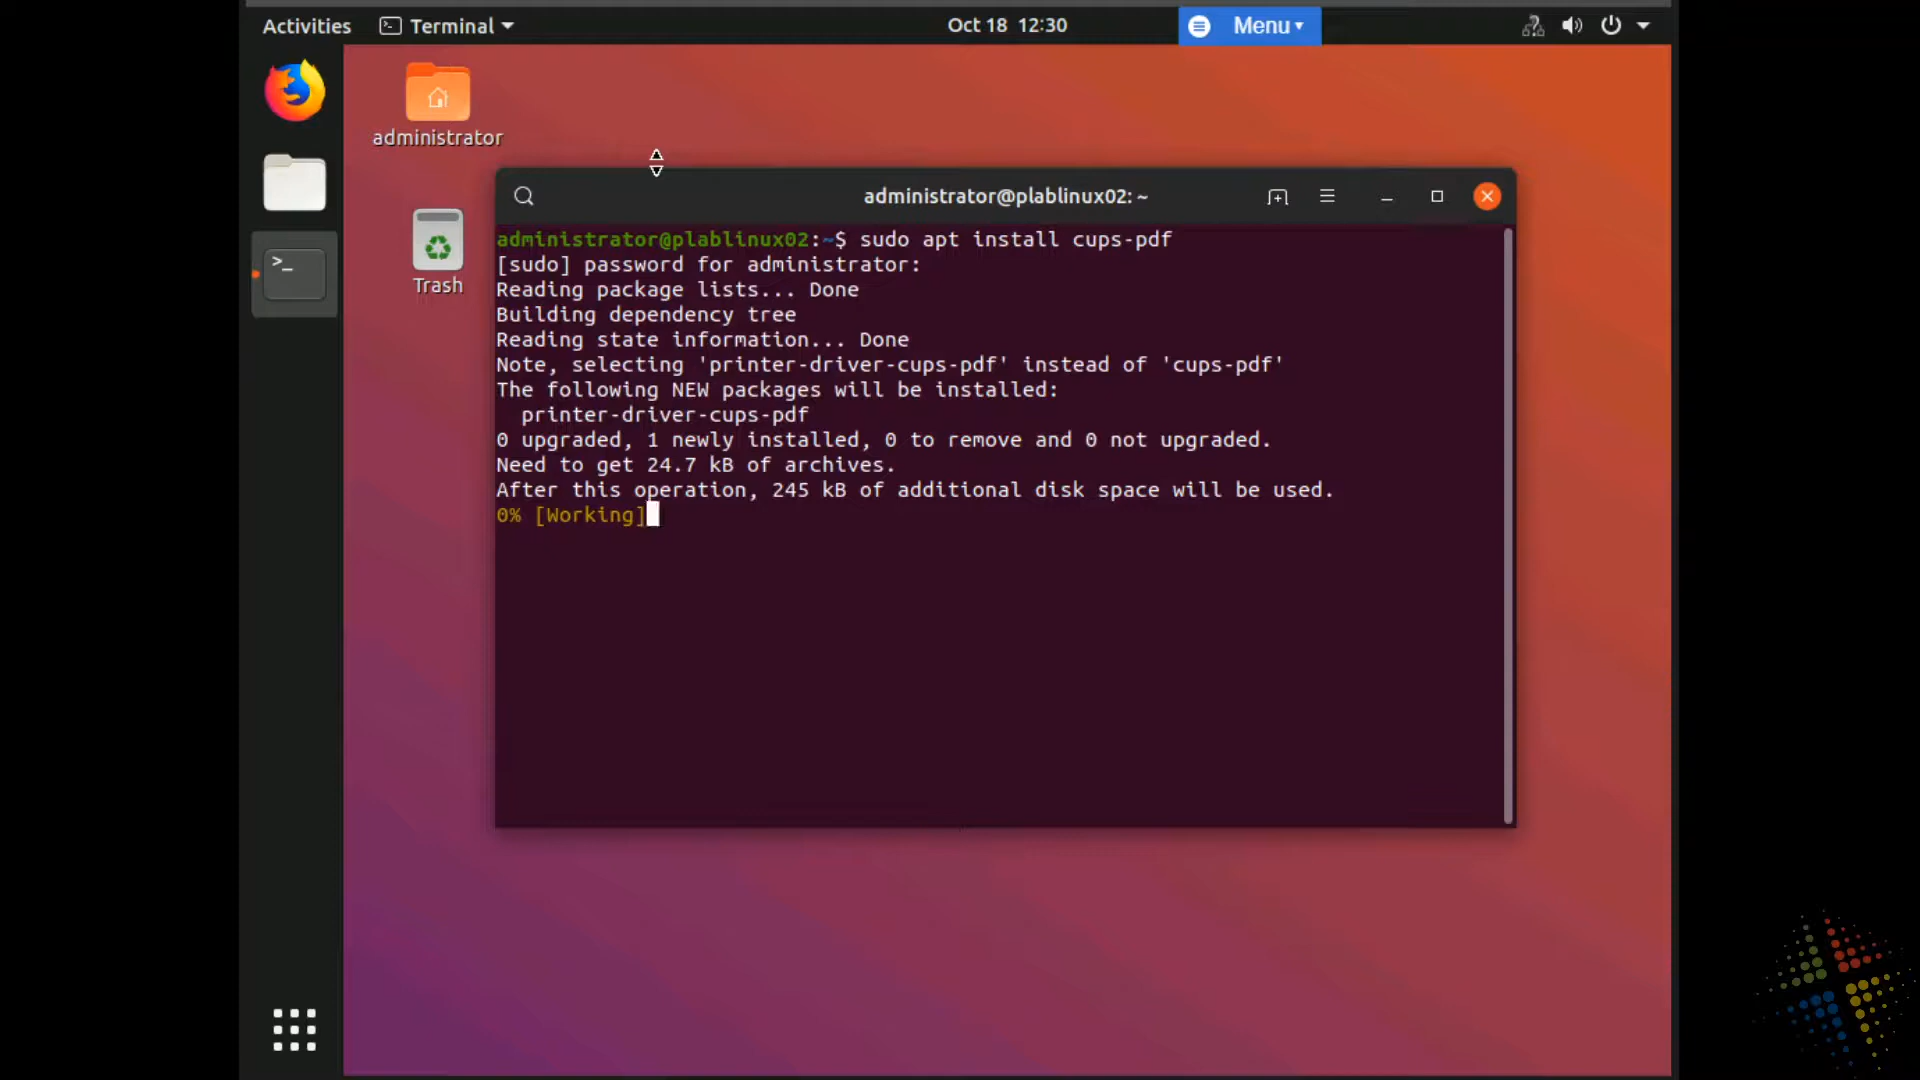 Activities
Terminal
Oct 18 12:30
Menu
administrator
Trash
administrator@plablinux02: ~
administrator@plablinux02:~$ sudo apt install cups-pdf
[sudo] password for administrator:
Reading package lists... Done
Building dependency tree
Reading state information... Done
Note, selecting 'printer-driver-cups-pdf' instead of 'cups-pdf'
The following NEW packages will be installed:
printer-driver-cups-pdf
0 upgraded, 1 newly installed, 0 to remove and 0 not upgraded.
Need to get 24.7 kB of archives.
After this operation, 245 kB of additional disk space will be used.
0% [Working]